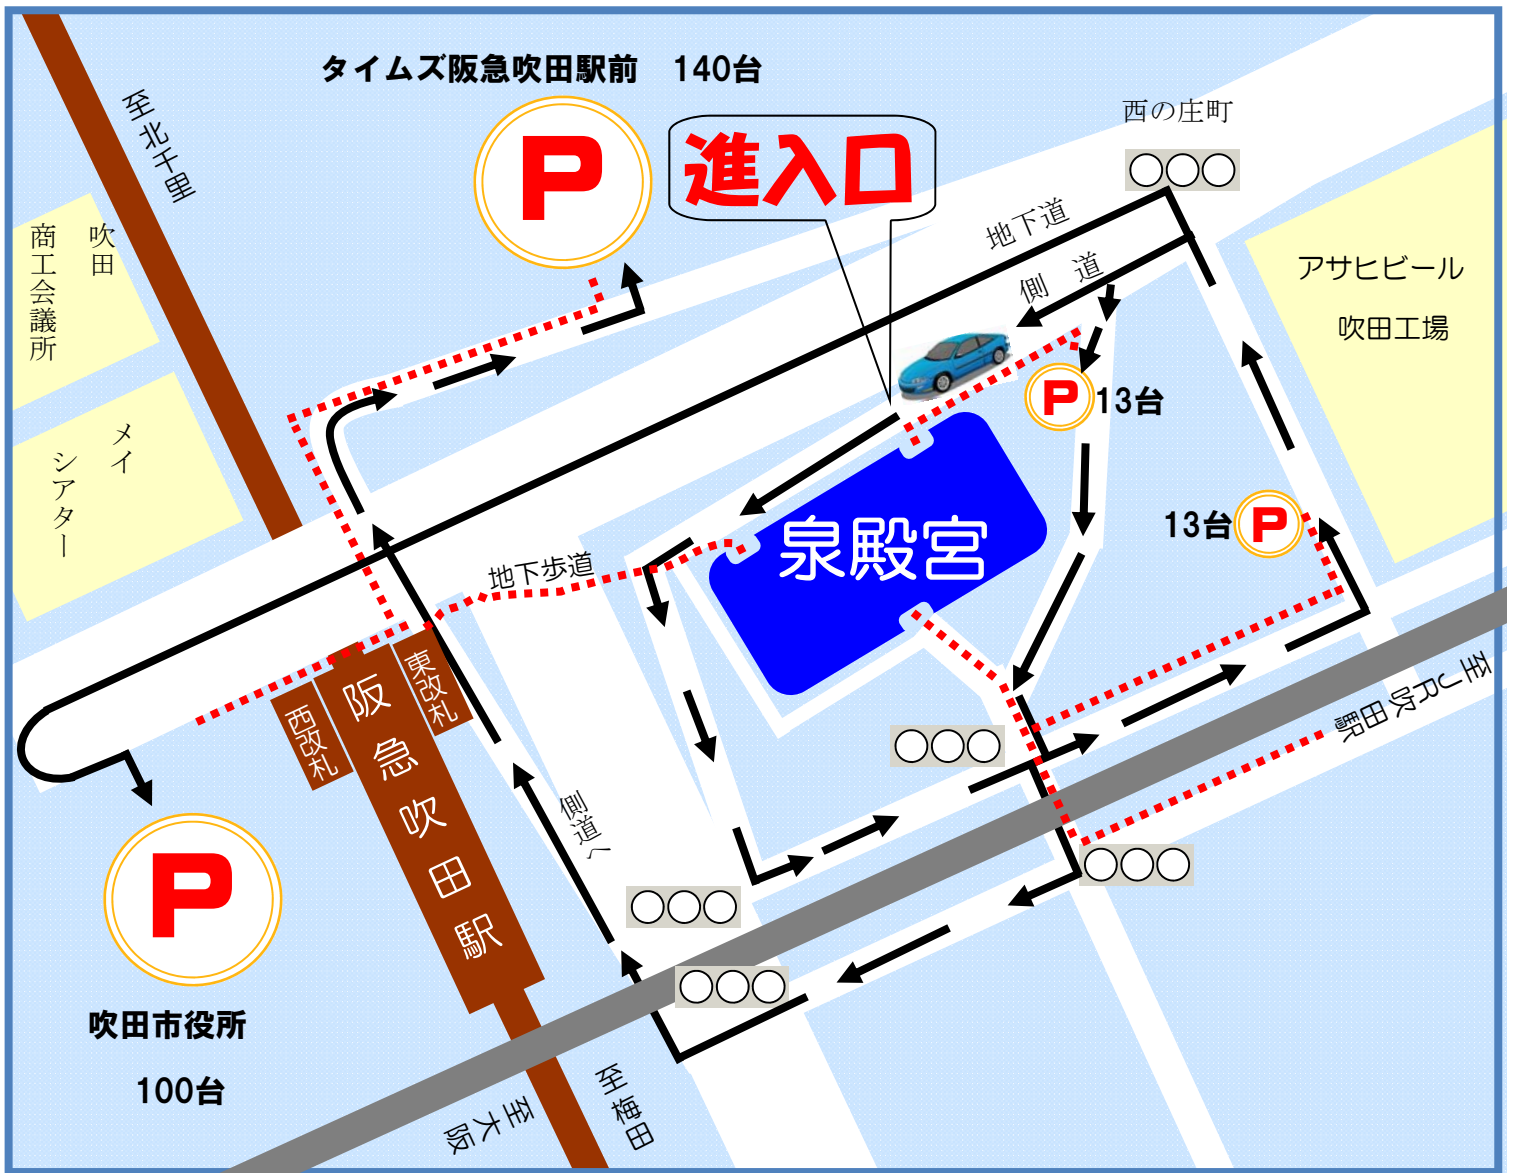 タイムズ阪急吹田駅前　140台
P
進入口
西の庄町
至北千里
地下道
側道
吹田
商工会議所
アサヒビール
吹田工場
P
13台
メイ
シアター
13台
P
泉殿宮
地下歩道
東改札
西改札
阪急吹田駅
至JR吹田駅
側道へ
P
吹田市役所
100台
至梅田
至大阪